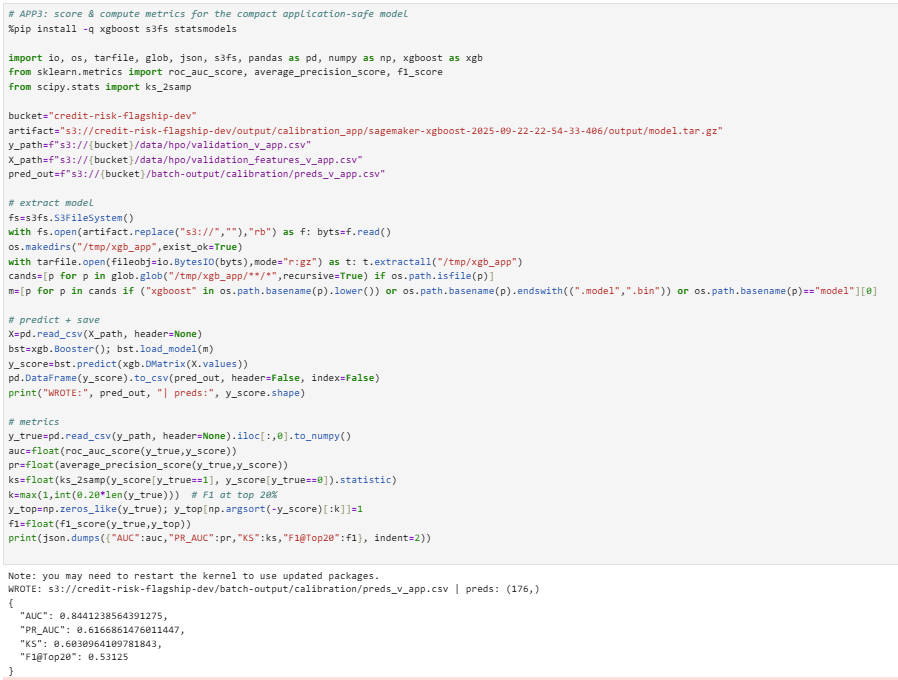 # APP3: score & compute metrics for the compact application-safe model
%pip install -q xgboost s3fs statsmodels
import io, os, tarfile, glob, json, s3fs, pandas as pd, numpy as np, xgboost as xgb
from sklearn.metrics import roc_auc_score, average_precision_score, f1_score
from scipy.stats import ks_2samp
bucket="credit-risk-flagship-dev"
artifact="s3://credit-risk-flagship-dev/output/calibration_app/sagemaker-xgboost-2025-09-22-22-54-33-406/output/model.tar.gz"
y_path=f"s3://{bucket}/data/hpo/validation_v_app.csv"
X_path=f"s3://{bucket}/data/hpo/validation_features_v_app.csv"
pred_out=f"s3://{bucket}/batch-output/calibration/preds_v_app.csv"
# extract model
fs=s3fs.S3FileSystem()
with fs.open(artifact.replace("s3://",""),"rb") as f: byts=f.read()
os.makedirs("/tmp/xgb_app",exist_ok=True)
with tarfile.open(fileobj=io.BytesIO(byts),mode="r:gz") as t: t.extractall("/tmp/xgb_app")
cands=[p for p in glob.glob("/tmp/xgb_app/**/*",recursive=True) if os.path.isfile(p)]
m=[p for p in cands if ("xgboost" in os.path.basename(p).lower()) or os.path.basename(p).endswith((".model",".bin")) or os.path.basename(p)=="model"][0]
# predict + save
X=pd.read_csv(X_path, header=None)
bst=xgb.Booster(); bst.load_model(m)
y_score=bst.predict(xgb.DMatrix(X.values))
pd.DataFrame(y_score).to_csv(pred_out, header=False, index=False)
print("WROTE:", pred_out, "| preds:", y_score.shape)
# metrics
y_true=pd.read_csv(y_path, header=None).iloc[:,0].to_numpy()
auc=float(roc_auc_score(y_true,y_score))
pr=float(average_precision_score(y_true,y_score))
ks=float(ks_2samp(y_score[y_true==1], y_score[y_true==0]).statistic)
k=max(1,int(0.20*len(y_true)))  # F1 at top 20%
y_top=np.zeros_like(y_true); y_top[np.argsort(-y_score)[:k]]=1
f1=float(f1_score(y_true,y_top))
print(json.dumps({"AUC":auc,"PR_AUC":pr,"KS":ks,"F1@Top20":f1}, indent=2))
Note: you may need to restart the kernel to use updated packages.
WROTE: s3://credit-risk-flagship-dev/batch-output/calibration/preds_v_app.csv | preds: (176,)
{
  "AUC": 0.8441238564391275,
  "PR_AUC": 0.6166861476011447,
  "KS": 0.6030964109781843,
  "F1@Top20": 0.53125
}